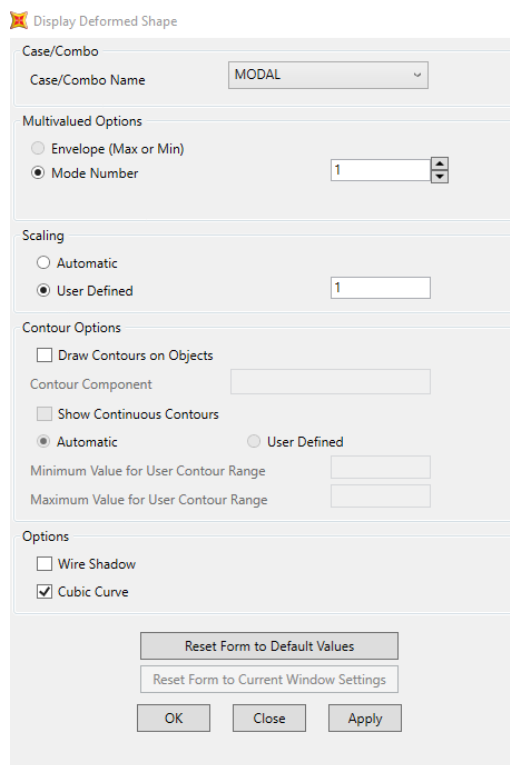 Display Deformed Shape
Case/Combo
Case/Combo Name MODAL
Multivalued Options
Envelope (Max or Min)
Mode Number 1
Scaling
Automatic
User Defined 1
Contour Options
Draw Contours on Objects
Contour Component
Show Continuous Contours
Automatic User Defined
Minimum Value for User Contour Range
Maximum Value for User Contour Range
Options
Wire Shadow
Cubic Curve
Reset Form to Default Values
Reset Form to Current Window Settings
OK Close Apply